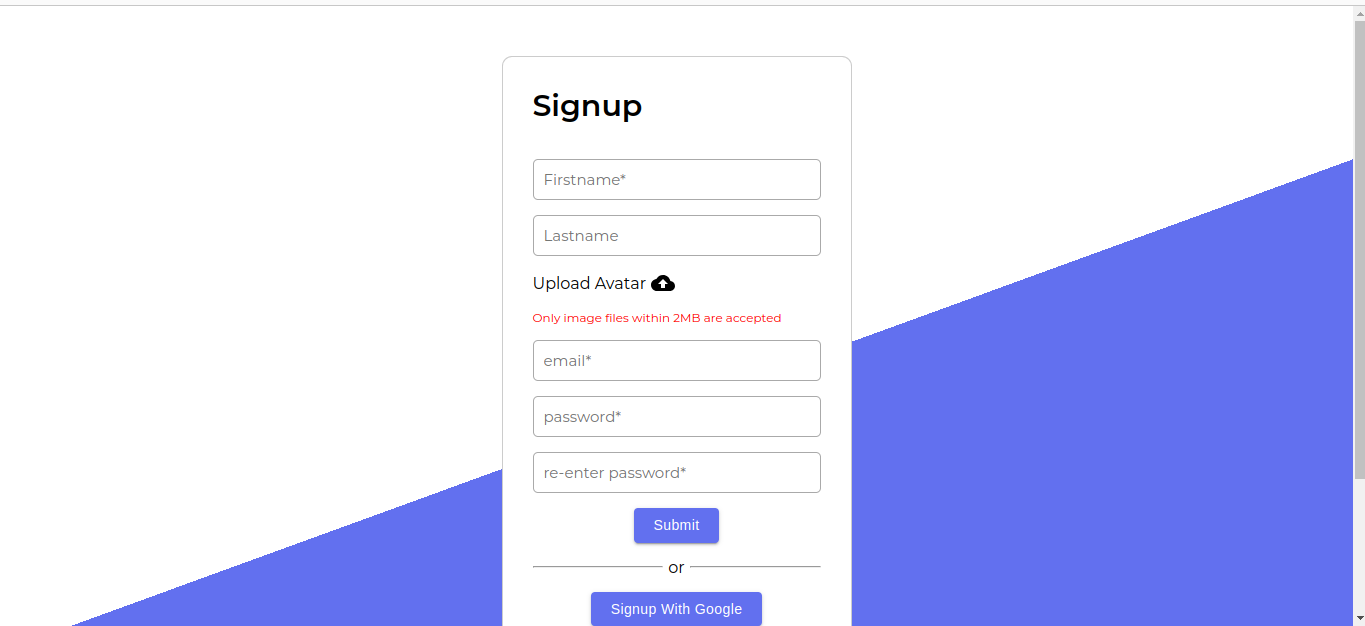 Signup
Firstname*
Lastname
Upload Avatar
Only image files within 2MB are accepted
email*
password*
re-enter password*
Submit
or
Signup With Google